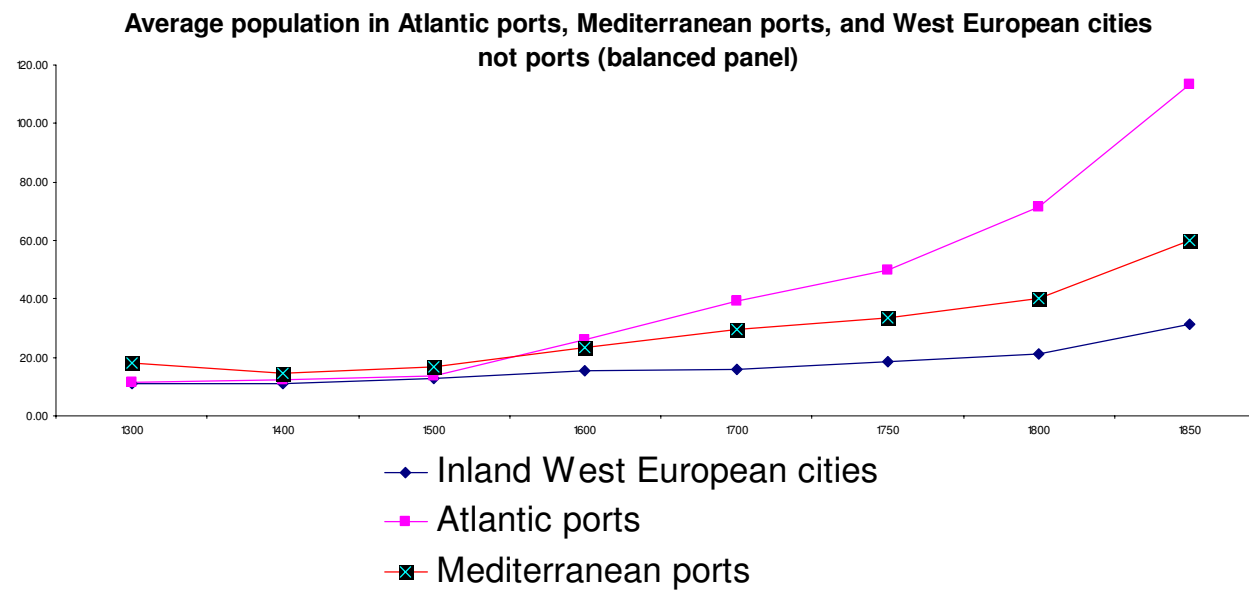 Average population in Atlantic ports, Mediterranean ports, and West European cities
not ports (balanced panel)
120.00
100.00
80.00
60.00
40.00
20.00
0.00
1300 1400 1500 1600 1700 1750 1800 1850
Inland West European cities
Atlantic ports
Mediterranean ports